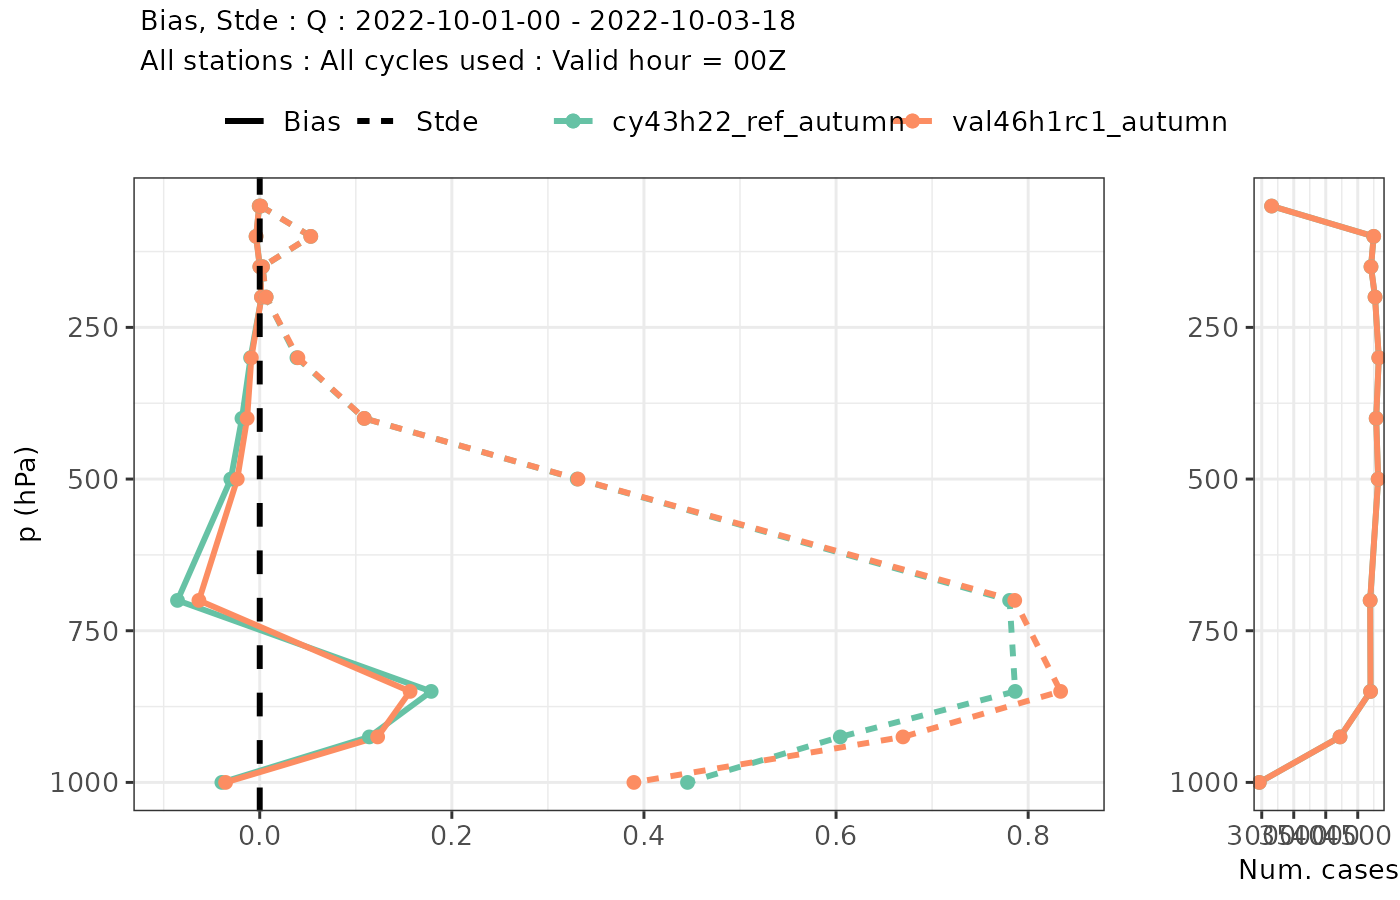 Bias, Stde : Q : 2022-10-01-00 - 2022-10-03-18
All stations : All cycles used : Valid hour = 00Z
Bias Stde cy43h22_ref_autumn val46h1rc1_autumn
p (hPa)
250
500
750
1000
0.0 0.2 0.4 0.6 0.8
250
500
750
1000
Num. cases